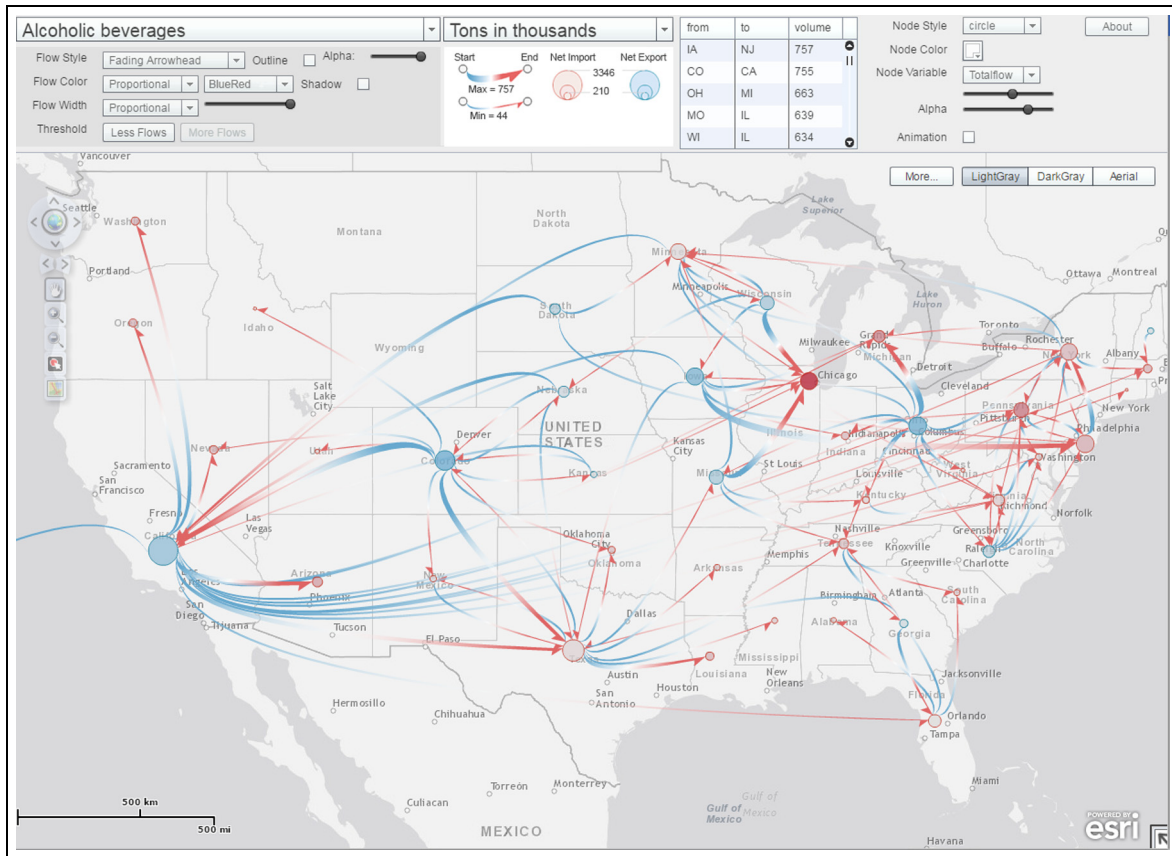 Alcoholic beverages
Flow Style
Fading Arrowhead
Outline
Alpha:
Flow Color
Proportional
BlueRed
Shadow
Flow Width
Proportional
Threshold
Less Flows
More Flows
Tons in thousands
Start
End
Net Import
Net Export
3346
210
Max = 757
Min = 44
from to volume
IA NJ 757
CO CA 755
OH MI 663
MO IL 639
WI IL 634
Node Style
circle
Node Color
Node Variable
Totalflow
Alpha
Animation
About
More...
LightGray
DarkGray
Aerial
Vancouver
Seattle
Washington
Portland
Oregon
Idaho
Montana
North
Dakota
South
Dakota
Wyoming
Minneapolis
Wisconsin
Lake
Superior
Lake
Huron
Ottawa
Montreal
Toronto
Buffalo
Rochester
Albany
Milwaukee
Grand
Michigan
Detroit
Chicago
Cleveland
Pennsylvania
New York
Philadelphia
Washington
Salt
Lake
City
Nebraska
UNITED
STATES
Denver
Colorado
Kansas
Kansas
City
St Louis
Illinois
Indianapolis
Indiana
Columbus
West
Virginia
Louisville
Kentucky
Richmond
Norfolk
Sacramento
San
Francisco
Fresno
Las
Vegas
Nevada
Utah
Angeles
San
Diego
Tijuana
Arizona
Phoenix
Tucson
New
Mexico
El Paso
Oklahoma
City
Oklahoma
Arkansas
Memphis
Nashville
Tennessee
Knoxville
Greenville
Greensboro
Charlotte
North
Carolina
South
Carolina
Dallas
Birmingham
Atlanta
Alabama
Georgia
Mississippi
Louisiana
New
Orleans
Austin
Houston
San
Antonio
Jacksonville
Florida
Orlando
Tampa
Miami
Hermosillo
Chihuahua
Torreón
Monterrey
Culiacan
MEXICO
Gulf of
Mexico
Gulf of
Mexico
Havana
500 km
500 mi
POWERED BY
esri